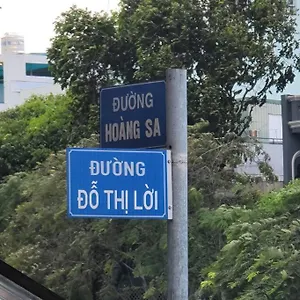 ĐƯỜNG
HOÀNG SA
ĐƯỜNG
ĐỖ THỊ LỜI